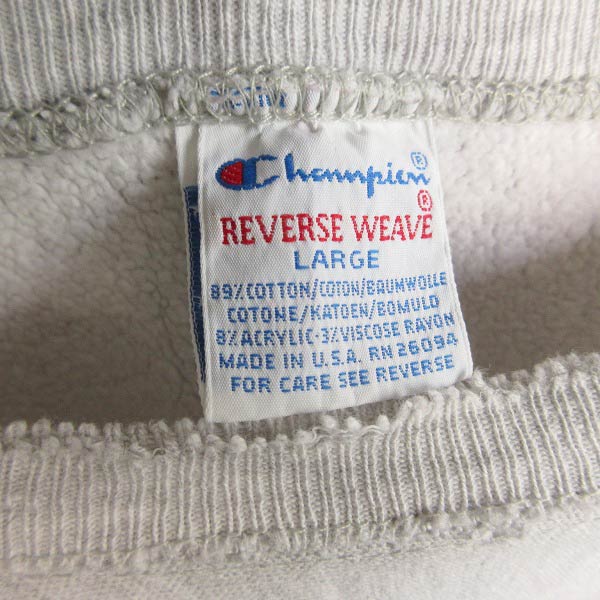 Champion®
REVERSE WEAVE®
LARGE
89%COTTON/COTON/BAUMWOLLE
COTONE/KATOEN/BOMULD
8%ACRYLIC-3%VISCOSE RAYON
MADE IN U.S.A. RN 26094
FOR CARE SEE REVERSE